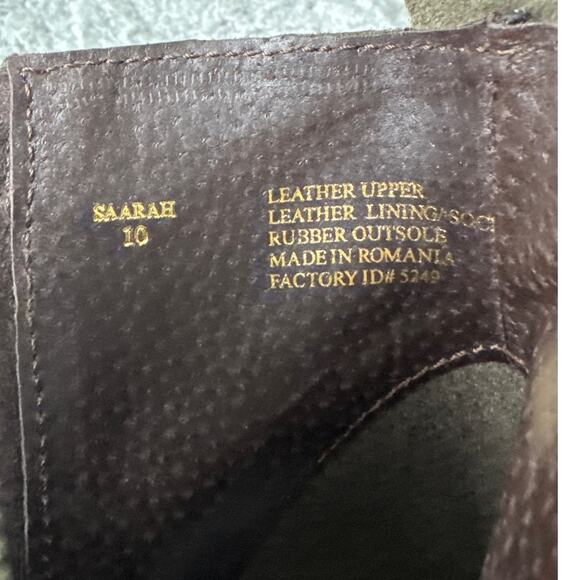 SAARAH
10
LEATHER UPPER
LEATHER LINING/
RUBBER OUTSOLE
MADE IN ROMANIA
FACTORY ID# 5249